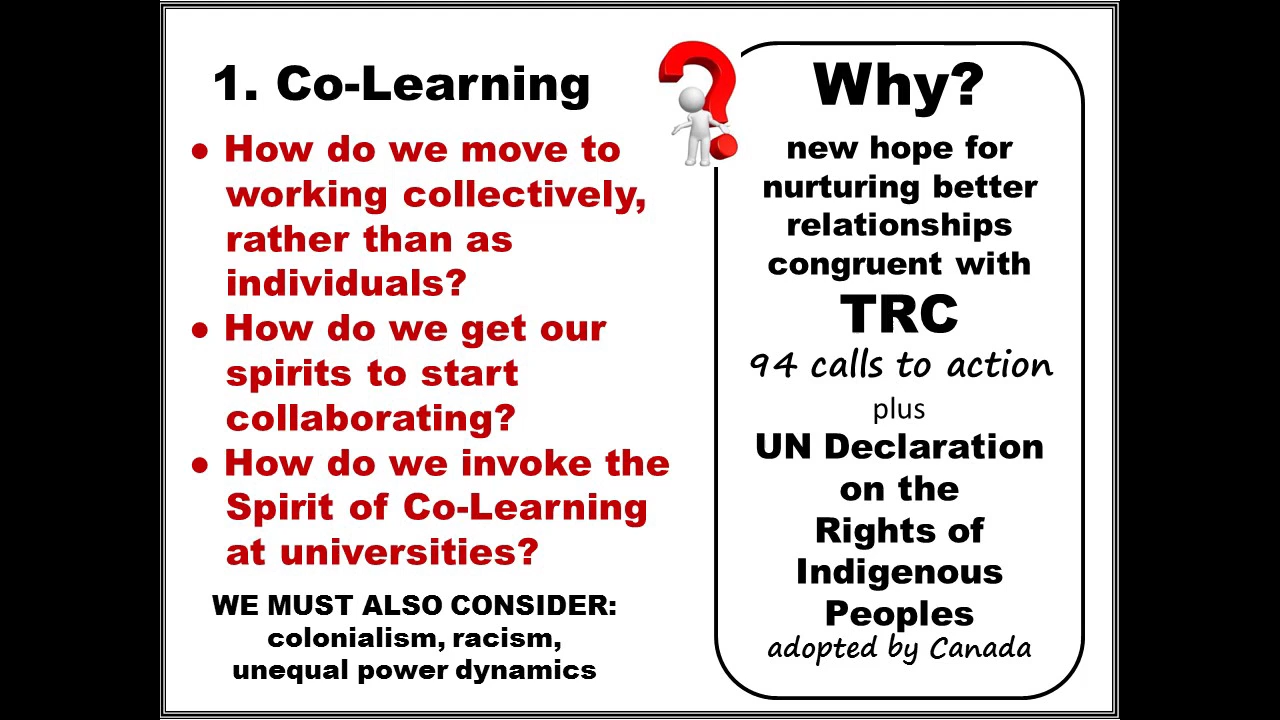 1. Co-Learning
● How do we move to
working collectively,
rather than as
individuals?
● How do we get our
spirits to start
collaborating?
● How do we invoke the
Spirit of Co-Learning
at universities?
WE MUST ALSO CONSIDER:
colonialism, racism,
unequal power dynamics
Why?
new hope for
nurturing better
relationships
congruent with
TRC
94 calls to action
plus
UN Declaration
on the
Rights of
Indigenous
Peoples
adopted by Canada